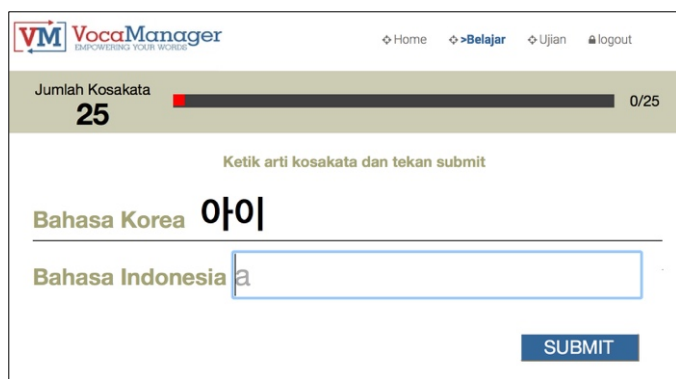 VM VocaManager
EMPOWERING YOUR WORDS
Home >Belajar Ujian logout
Jumlah Kosakata
25
0/25
Ketik arti kosakata dan tekan submit
Bahasa Korea 아이
Bahasa Indonesia a
SUBMIT